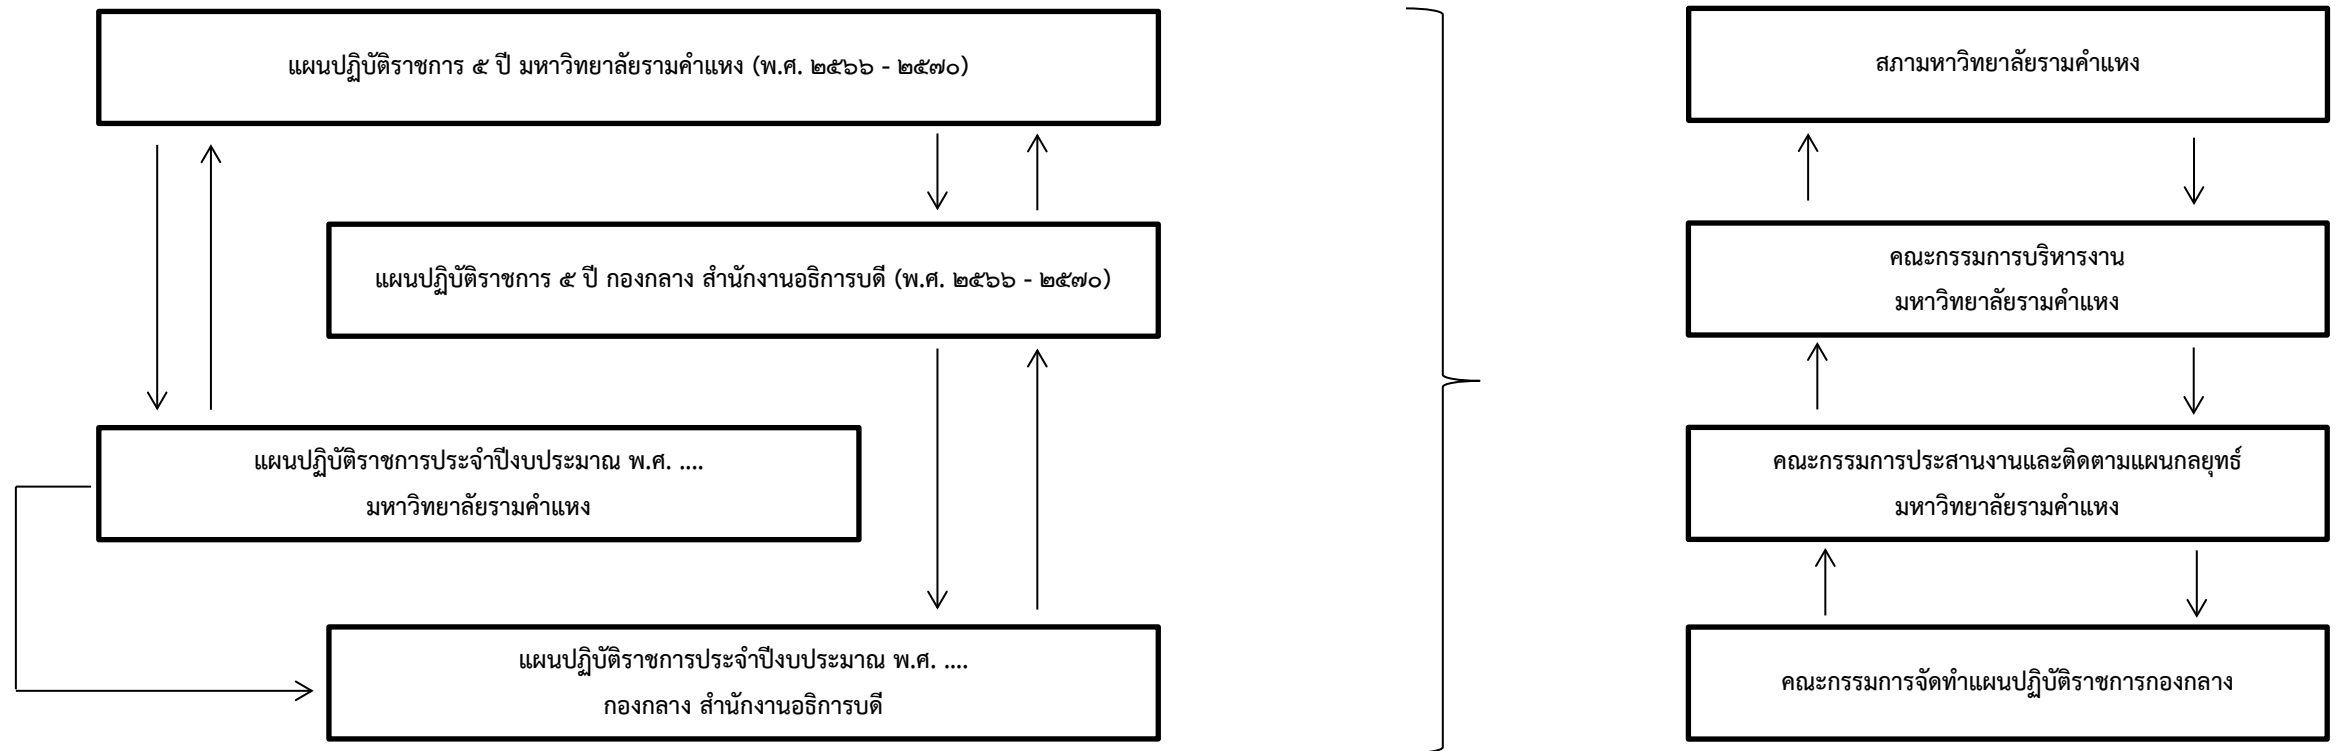 แผนปฏิบัติราชการ ๕ ปี มหาวิทยาลัยรามคำแหง (พ.ศ. ๒๕๖๖ - ๒๕๗๐)
แผนปฏิบัติราชการ ๕ ปี กองกลาง สำนักงานอธิการบดี (พ.ศ. ๒๕๖๖ - ๒๕๗๐)
แผนปฏิบัติราชการประจำปีงบประมาณ พ.ศ. ....
มหาวิทยาลัยรามคำแหง
แผนปฏิบัติราชการประจำปีงบประมาณ พ.ศ. ....
กองกลาง สำนักงานอธิการบดี
สภามหาวิทยาลัยรามคำแหง
คณะกรรมการบริหารงาน
มหาวิทยาลัยรามคำแหง
คณะกรรมการประสานงานและติดตามแผนกลยุทธ์
มหาวิทยาลัยรามคำแหง
คณะกรรมการจัดทำแผนปฏิบัติราชการกองกลาง